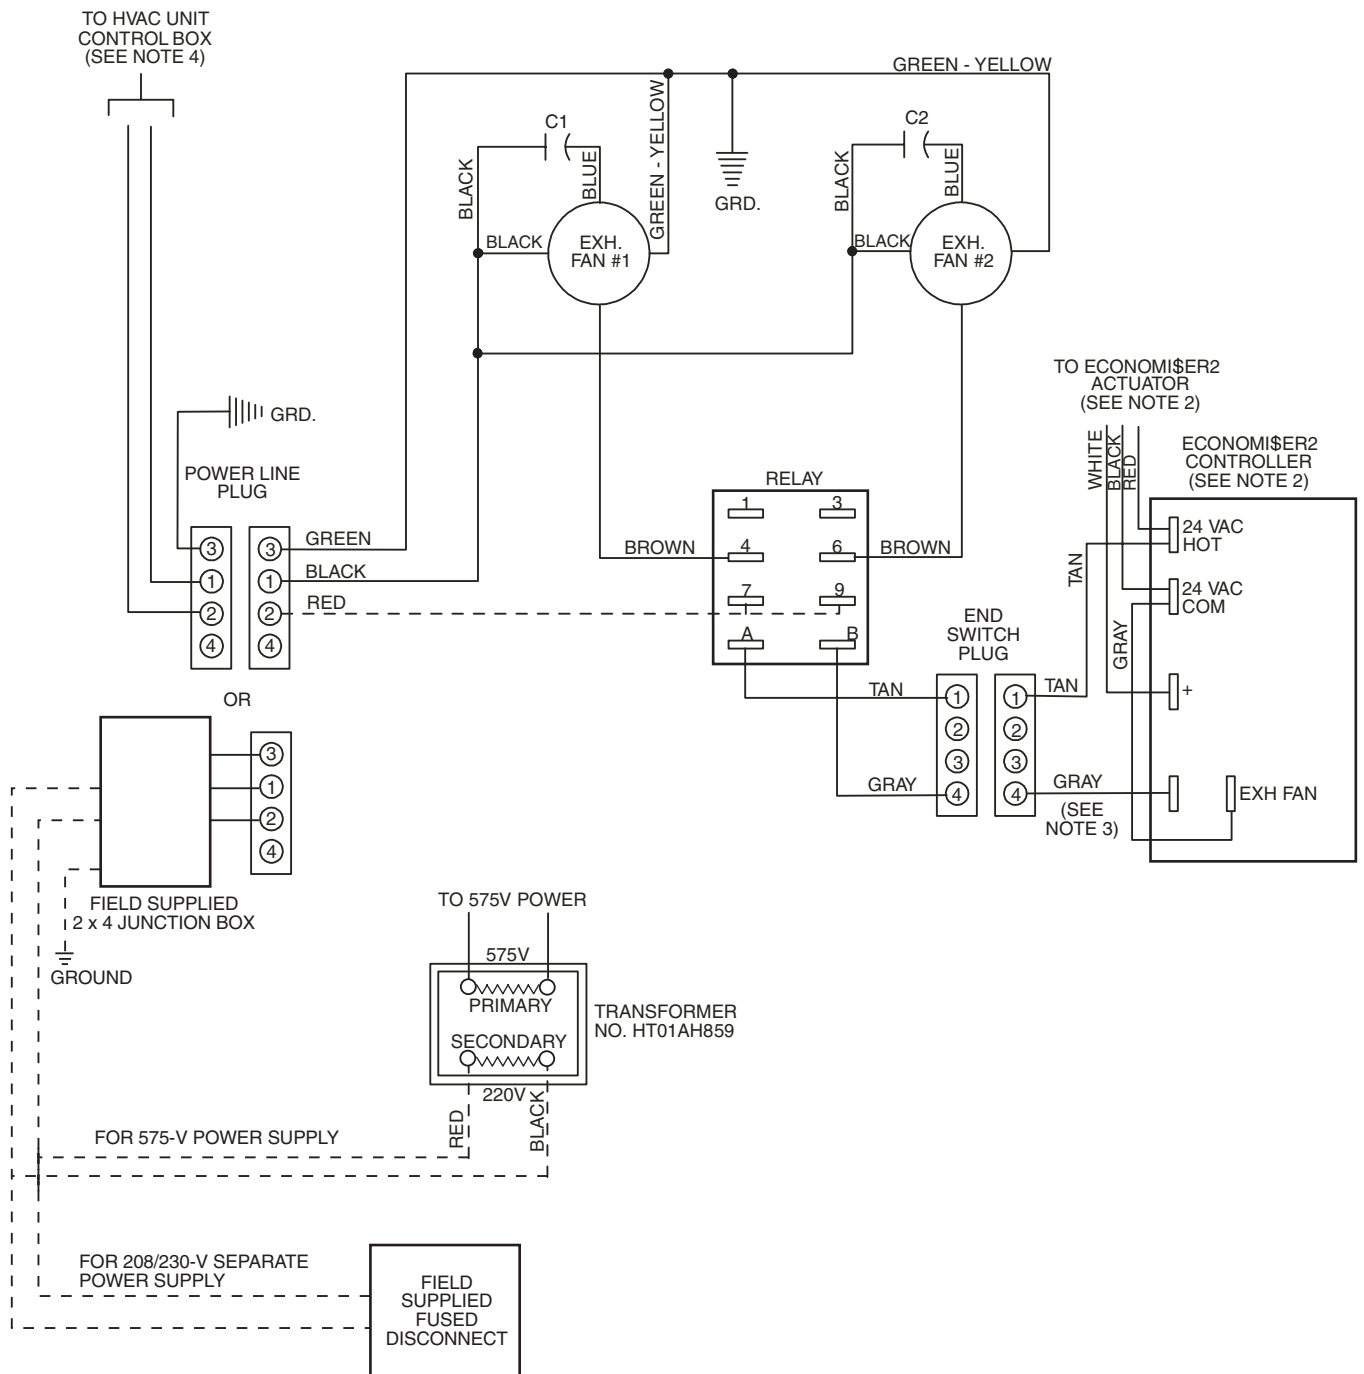 TO HVAC UNIT
CONTROL BOX
(SEE NOTE 4)
GREEN - YELLOW
C1
C2
BLACK
BLUE
GREEN - YELLOW
GRD.
BLACK
BLUE
BLACK
EXH.
FAN #1
BLACK
EXH.
FAN #2
TO ECONOMI$ER2
ACTUATOR
(SEE NOTE 2)
WHITE
BLACK
RED
ECONOMI$ER2
CONTROLLER
(SEE NOTE 2)
GRD.
POWER LINE
PLUG
3
1
2
4
3
1
2
4
GREEN
BLACK
RED
RELAY
1
3
4
6
7
9
A
B
BROWN
BROWN
TAN
GRAY
END
SWITCH
PLUG
1
2
3
4
1
2
3
4
TAN
GRAY
(SEE
NOTE 3)
TAN
GRAY
24 VAC
HOT
24 VAC
COM
+
EXH FAN
OR
3
1
2
4
FIELD SUPPLIED
2 x 4 JUNCTION BOX
GROUND
TO 575V POWER
575V
PRIMARY
SECONDARY
220V
TRANSFORMER
NO. HT01AH859
RED
BLACK
FOR 575-V POWER SUPPLY
FOR 208/230-V SEPARATE
POWER SUPPLY
FIELD
SUPPLIED
FUSED
DISCONNECT